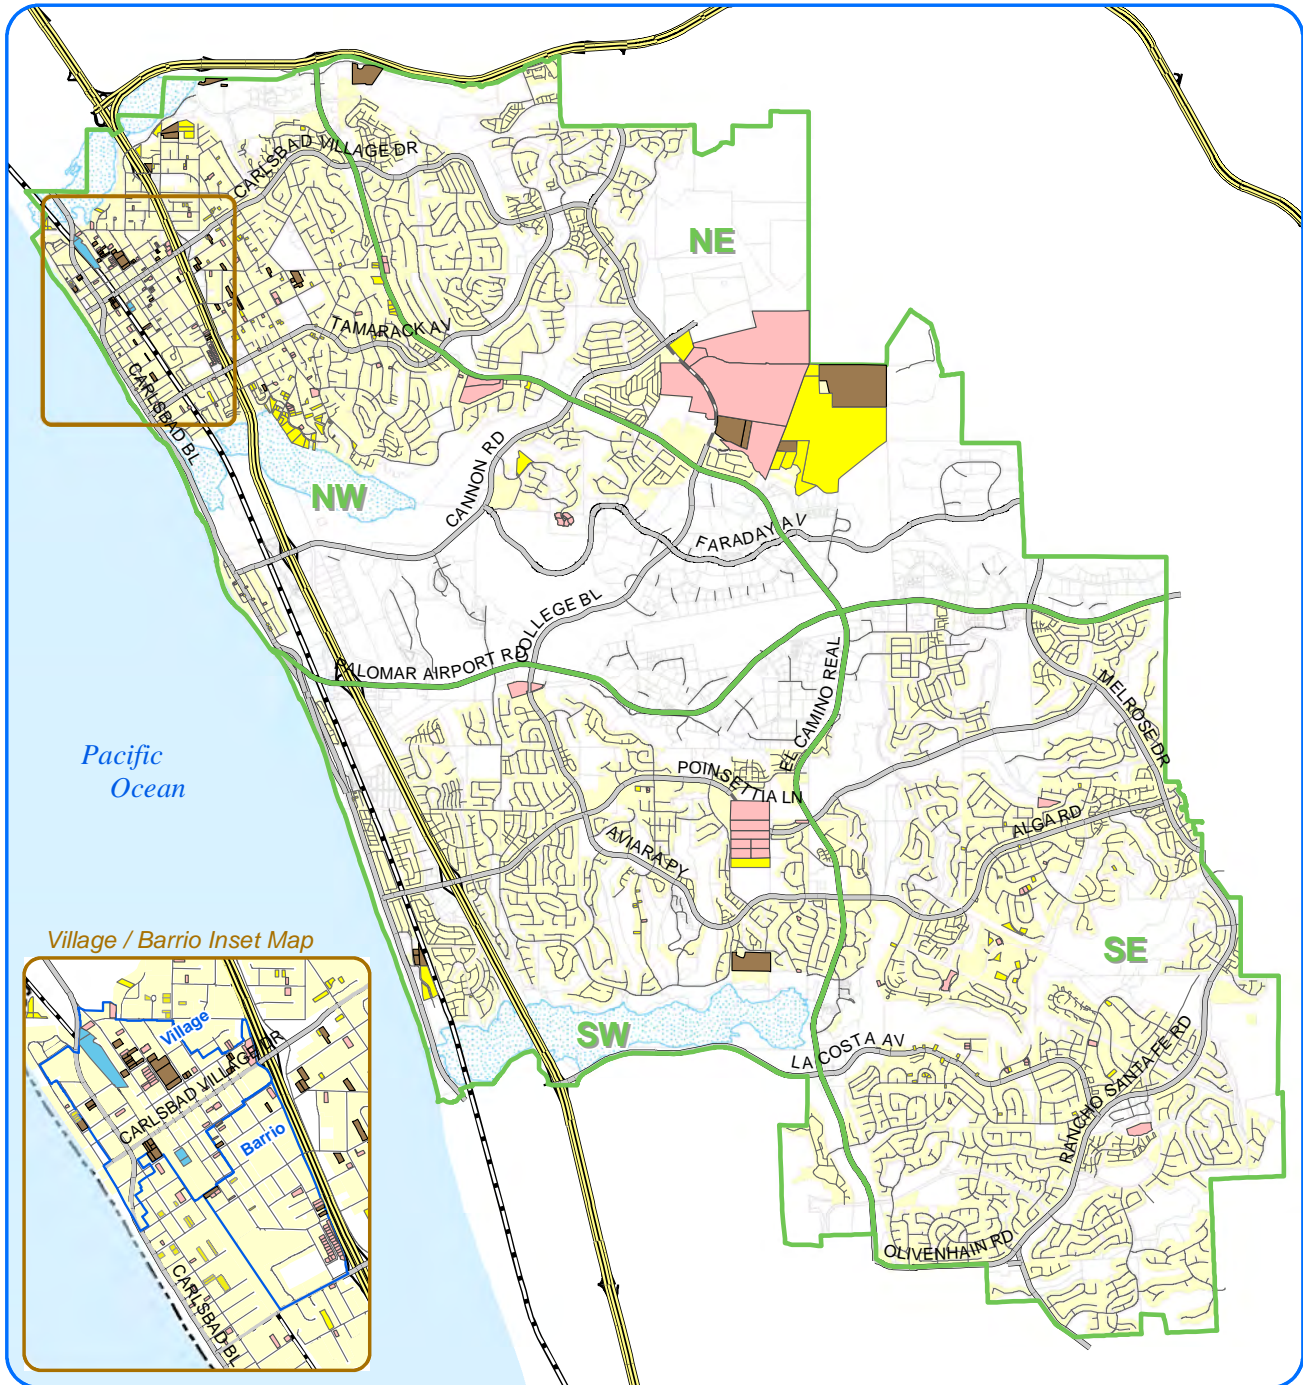 CARLSBAD VILLAGE DR
NE
TAMARACK AV
CARLSBAD BL
CANNON RD
NW
FARADAY AV
COLLEGE BL
PALOMAR AIRPORT RD
EL CAMINO REAL
MELROSE DR
Pacific
Ocean
POINSETTIA LN
ALGA RD
AVIARA PY
SE
SW
LA COSTA AV
RANCHO SANTA FE RD
OLIVENHAIN RD
Village / Barrio Inset Map
Village
CARLSBAD VILLAGE DR
Barrio
CARLSBAD BL